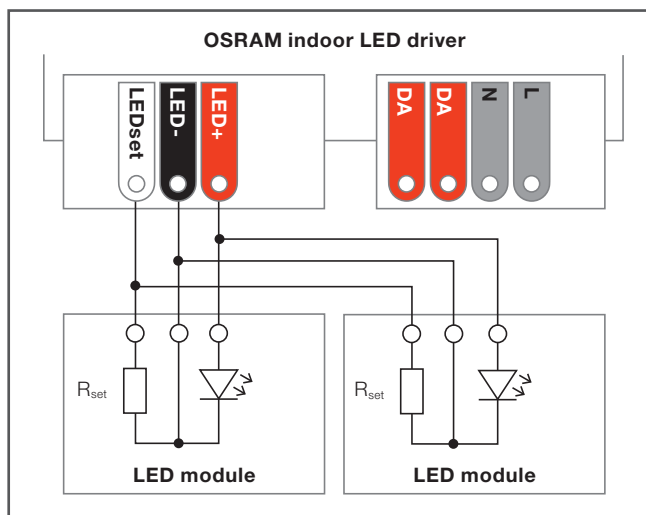 OSRAM indoor LED driver
LEDset
LED-
LED+
DA
DA
N
L
Rset
Rset
LED module
LED module